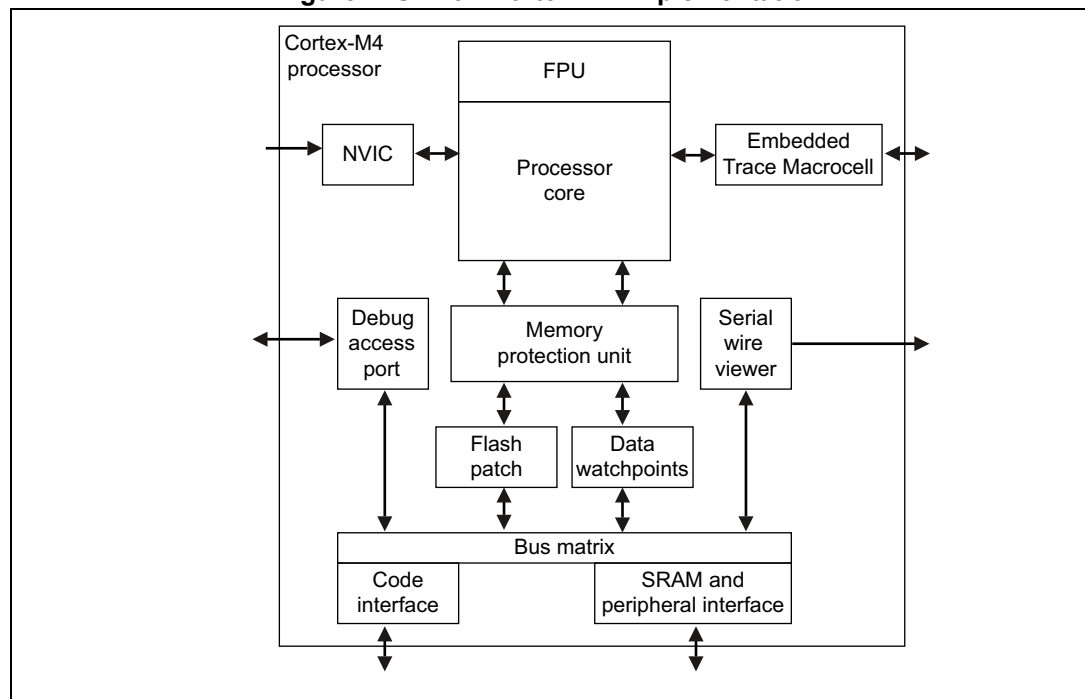 Cortex-M4
processor
FPU
NVIC
Processor
core
Embedded
Trace Macrocell
Debug
access
port
Memory
protection unit
Serial
wire
viewer
Flash
patch
Data
watchpoints
Bus matrix
Code
interface
SRAM and
peripheral interface